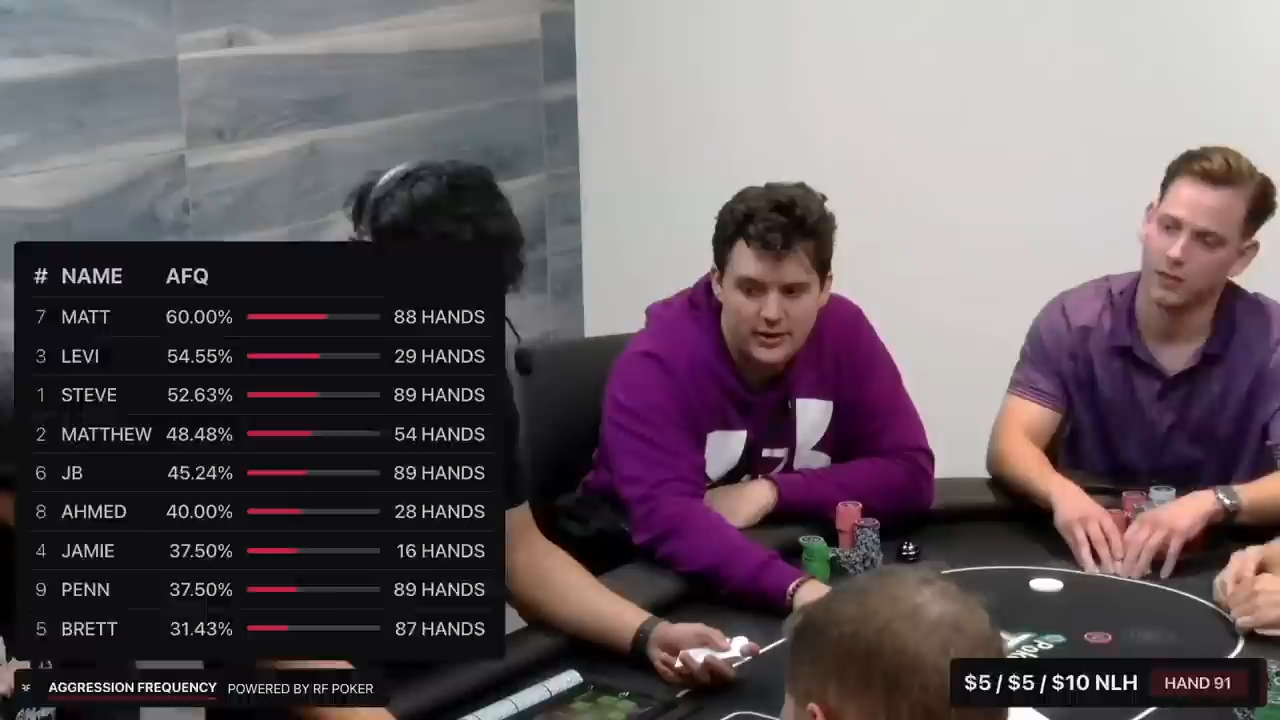 # NAME AFQ
7 MATT 60.00% 88 HANDS
3 LEVI 54.55% 29 HANDS
1 STEVE 52.63% 89 HANDS
2 MATTHEW 48.48% 54 HANDS
6 JB 45.24% 89 HANDS
8 AHMED 40.00% 28 HANDS
4 JAMIE 37.50% 16 HANDS
9 PENN 37.50% 89 HANDS
5 BRETT 31.43% 87 HANDS
AGGRESSION FREQUENCY POWERED BY RF POKER
$5 / $5 / $10 NLH HAND 91